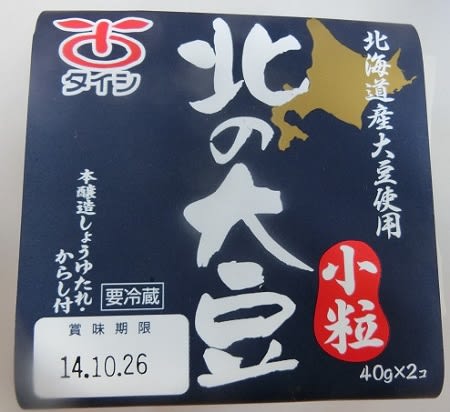 タイシ
北の大豆
北海道産大豆使用
本醸造しょうゆたれ・
からし付
要冷蔵
小粒
賞味期限
14.10.26
40g×2コ